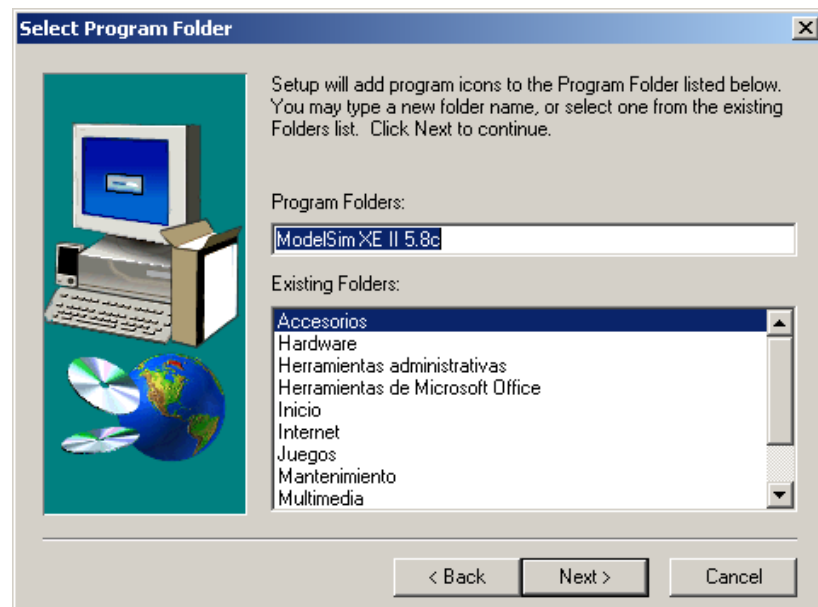 Select Program Folder
Setup will add program icons to the Program Folder listed below.
You may type a new folder name, or select one from the existing
Folders list. Click Next to continue.
Program Folders:
ModelSim XE II 5.8c
Existing Folders:
Accesorios
Hardware
Herramientas administrativas
Herramientas de Microsoft Office
Inicio
Internet
Juegos
Mantenimiento
Multimedia
< Back
Next >
Cancel